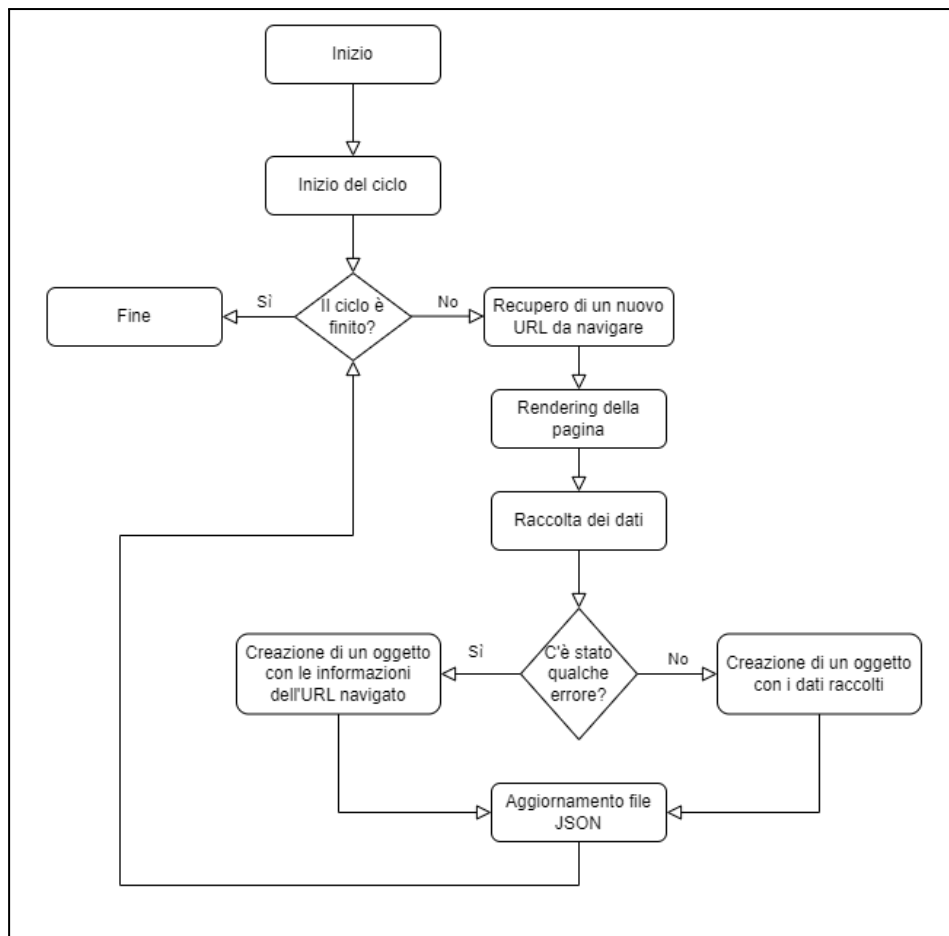 Inizio
Inizio del ciclo
Sì
Il ciclo è
finito?
No
Fine
Recupero di un nuovo
URL da navigare
Rendering della
pagina
Raccolta dei dati
Creazione di un oggetto
con le informazioni
dell'URL navigato
Sì
C'è stato
qualche
errore?
No
Creazione di un oggetto
con i dati raccolti
Aggiornamento file
JSON